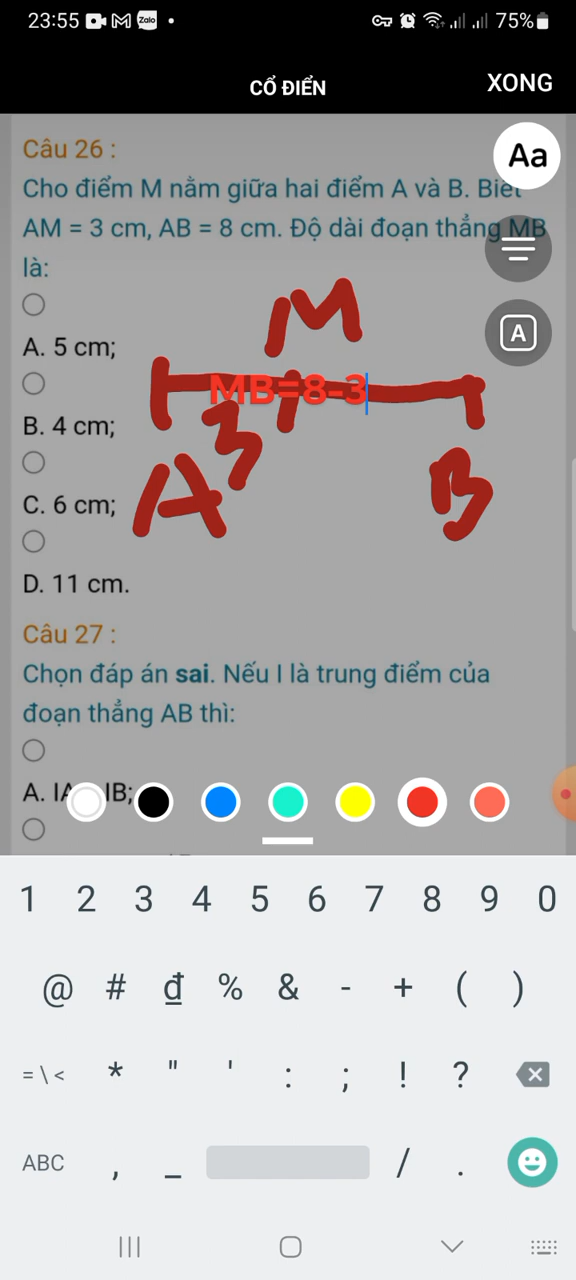 23:55 Zalo 75%
CỔ ĐIỂN XONG
Câu 26 :
Aa
Cho điểm M nằm giữa hai điểm A và B. Biết
AM = 3 cm, AB = 8 cm. Độ dài đoạn thẳng MB
là:
M
A
A. 5 cm;
MB=8-3
B. 4 cm;
3
A B
C. 6 cm;
D. 11 cm.
Câu 27 :
Chọn đáp án sai. Nếu I là trung điểm của
đoạn thẳng AB thì:
A. IA IB;
1 2 3 4 5 6 7 8 9 0
@ # ₫ % & - + ( )
= \ < * " ' : ; ! ?
ABC , _ / .